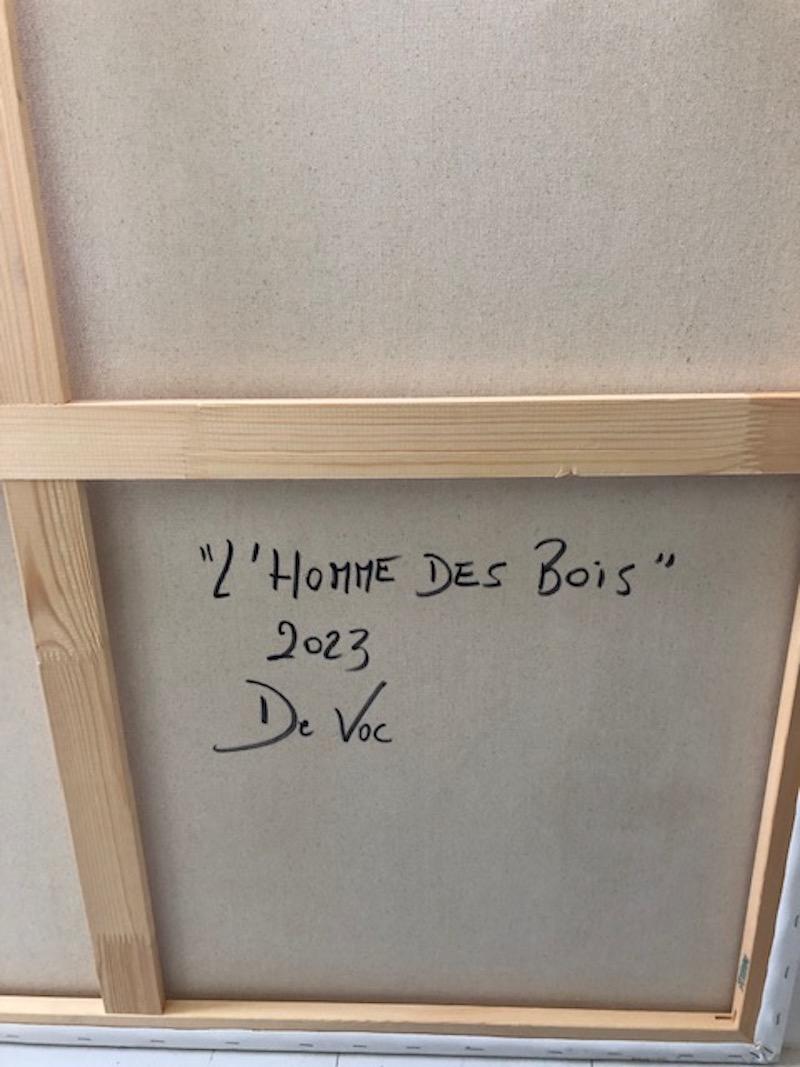 "L'HOMME DES BOIS"
2023
De Voc